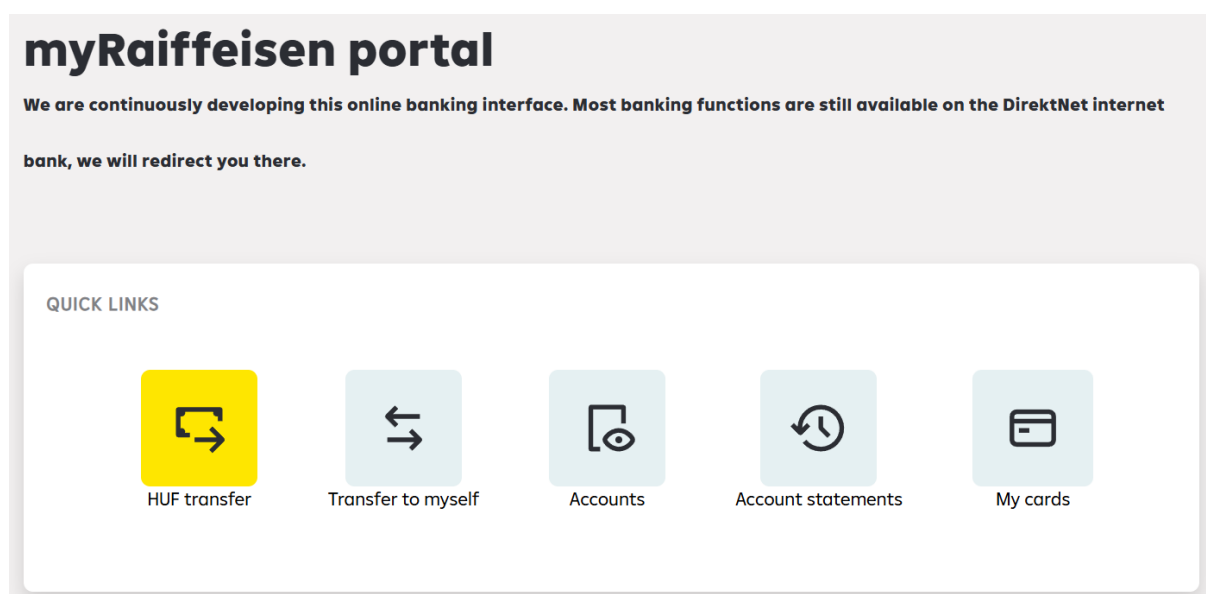 myRaiffeisen portal
We are continuously developing this online banking interface. Most banking functions are still available on the DirektNet internet
bank, we will redirect you there.
QUICK LINKS
HUF transfer
Transfer to myself
Accounts
Account statements
My cards